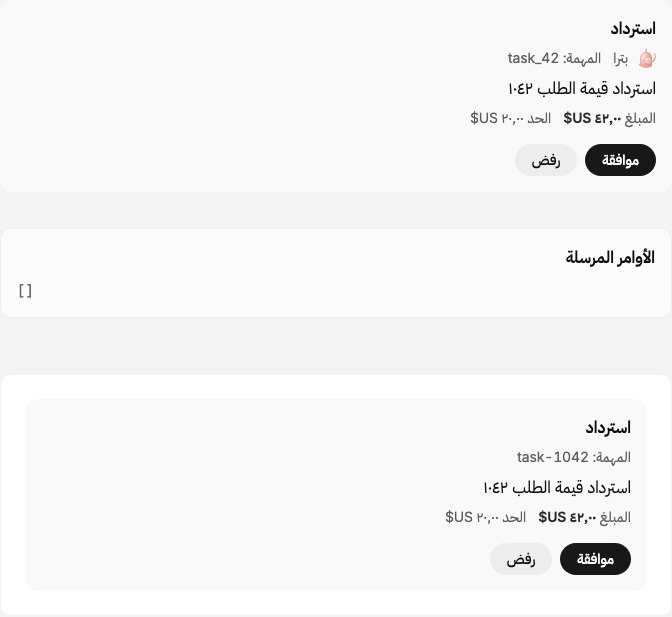 استرداد
بترا المهمة: task_42
استرداد قيمة الطلب ١٠٤٢
المبلغ ٤٢٫٠٠ US$ الحد ٢٠٫٠٠ US$
موافقة رفض
الأوامر المرسلة
[]
استرداد
المهمة: task-1042
استرداد قيمة الطلب ١٠٤٢
المبلغ ٤٢٫٠٠ US$ الحد ٢٠٫٠٠ US$
موافقة رفض